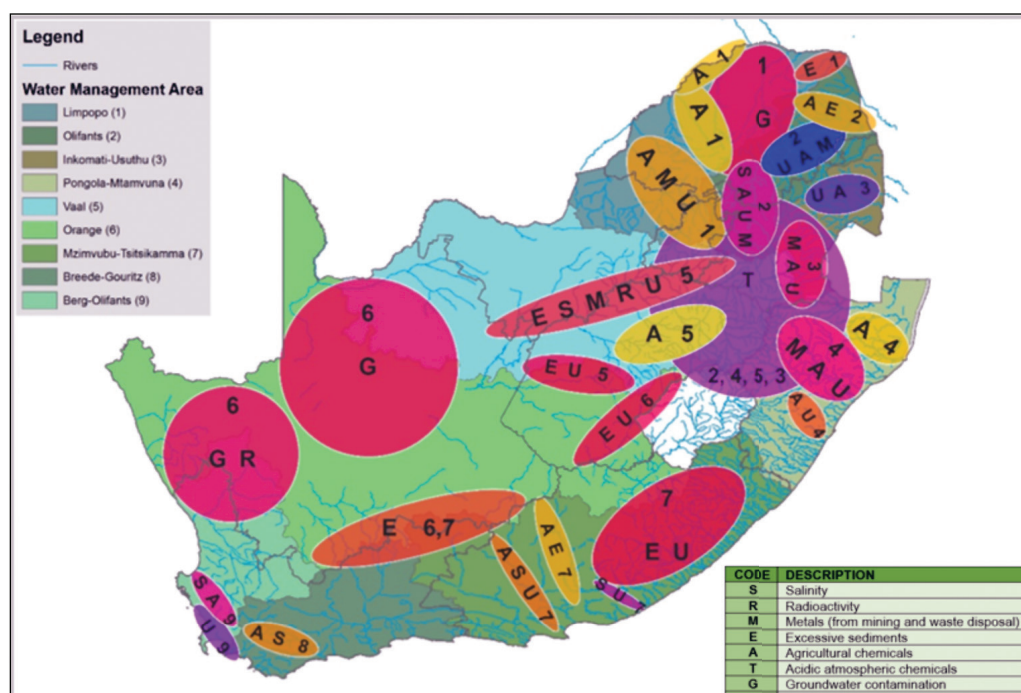 Legend
Rivers
Water Management Area
Limpopo (1)
Olifants (2)
Inkomati-Usuthu (3)
Pongola-Mtamvuna (4)
Vaal (5)
Orange (6)
Mzimvubu-Tsitsikamma (7)
Breede-Gouritz (8)
Berg-Olifants (9)
A 1
1
G
E 1
A 1
A E 2
2
U A M
A M U 1
2
S A U M
U A 3
3
M A U
T
E S M R U 5
A 5
A 4
4
M A U
2, 4, 5, 3
E U 5
E U 6
A U 4
6
G
6
G R
7
E U
E 6,7
A E 7
A S U 7
S U 7
S A 9
U 9
A S 8
CODE DESCRIPTION
S Salinity
R Radioactivity
M Metals (from mining and waste disposal)
E Excessive sediments
A Agricultural chemicals
T Acidic atmospheric chemicals
G Groundwater contamination